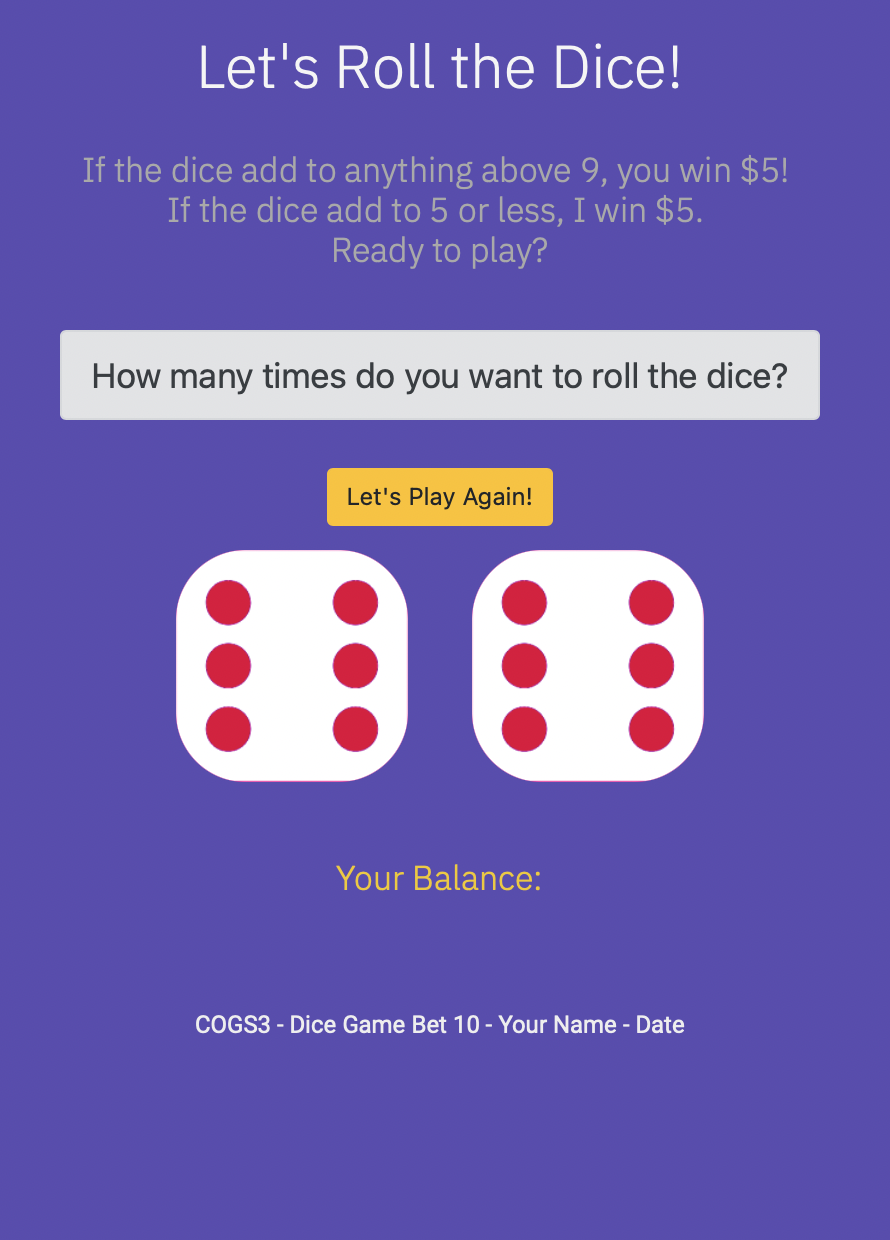 Let's Roll the Dice!
If the dice add to anything above 9, you win $5!
If the dice add to 5 or less, I win $5.
Ready to play?
How many times do you want to roll the dice?
Let's Play Again!
Your Balance:
COGS3 - Dice Game Bet 10 - Your Name - Date